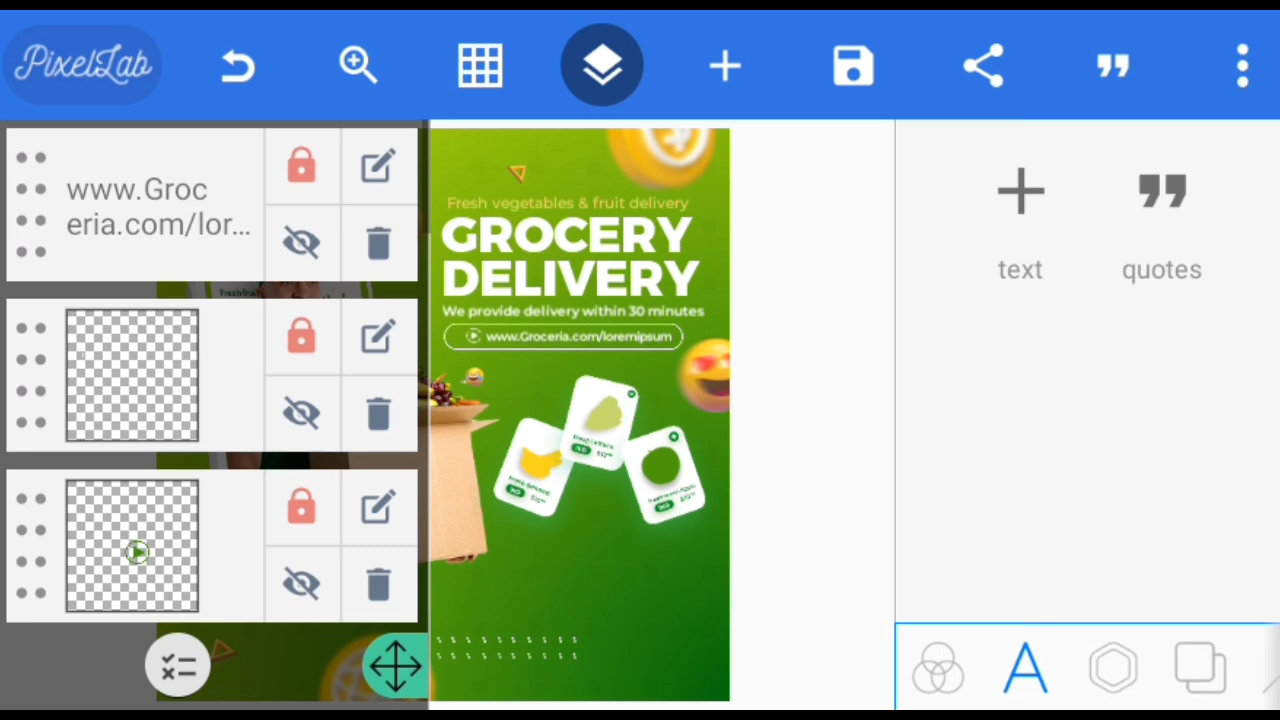 PixelLab
www.Groc
eria.com/lor...
Fresh vegetables & fruit delivery
GROCERY
DELIVERY
We provide delivery within 30 minutes
www.Groceria.com/loremipsum
text
quotes